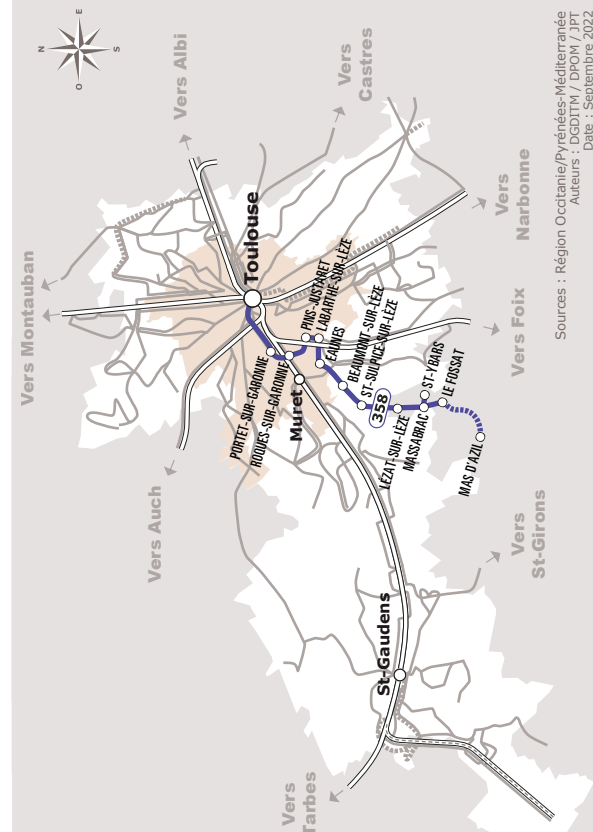 N
E
O
S
Vers Montauban
Vers Albi
Vers
Castres
Vers
Narbonne
Vers Foix
Vers
St-Girons
Vers
Tarbes
Vers Auch
Toulouse
PORTET-SUR-GARONNE
ROQUES-SUR-GARONNE
PINS-JUSTARET
LABARTHE-SUR-LÈZE
Muret
EAUNES
BEAUMONT-SUR-LÈZE
ST-SULPICE-SUR-LÈZE
358
LÉZAT-SUR-LÈZE
MASSABRAC
ST-YBARS
LE FOSSAT
MAS D'AZIL
St-Gaudens
Sources : Région Occitanie/Pyrénées-Méditerranée
Auteurs : DGDITM / DPOM / JPT
Date : Septembre 2022